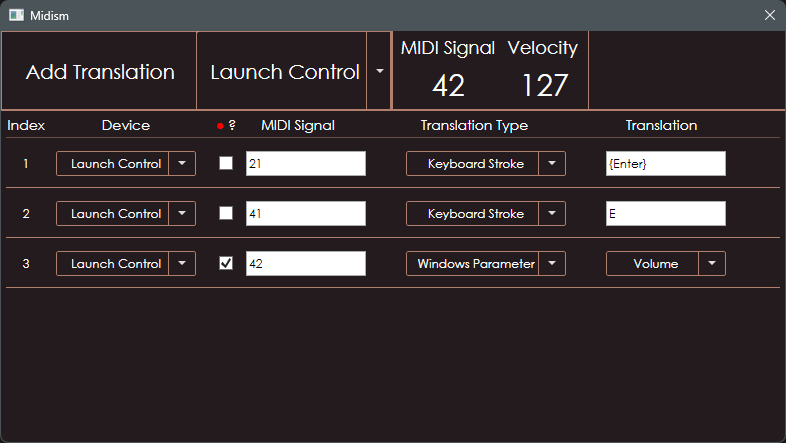 Midism
Add Translation
Launch Control
MIDI Signal Velocity
42 127
Index Device ? MIDI Signal Translation Type Translation
1 Launch Control 21 Keyboard Stroke {Enter}
2 Launch Control 41 Keyboard Stroke E
3 Launch Control 42 Windows Parameter Volume